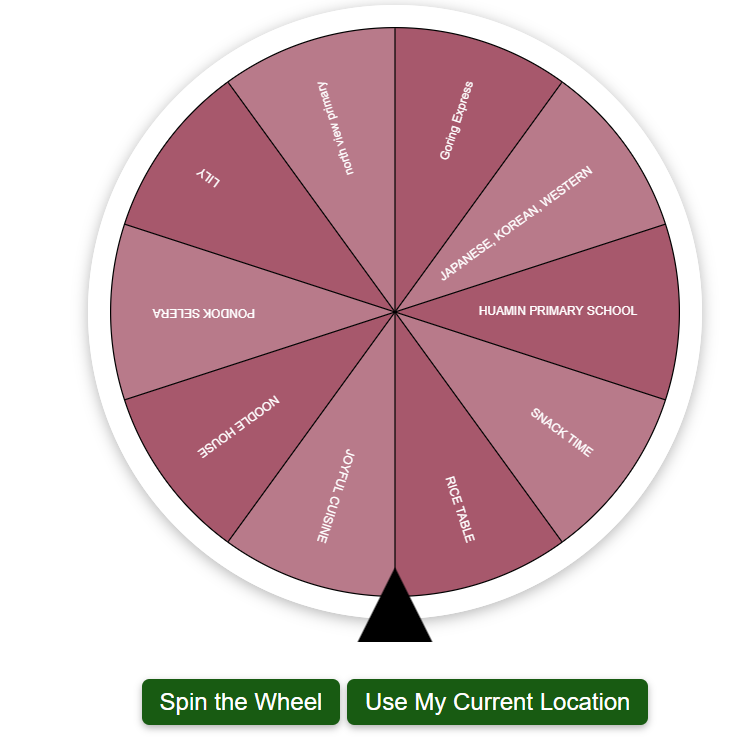 north view primary
Goring Express
LILY
JAPANESE, KOREAN, WESTERN
PONDOK SELERA
HUAMIN PRIMARY SCHOOL
NOODLE HOUSE
SNACK TIME
JOYFUL CUISINE
RICE TABLE
Spin the Wheel
Use My Current Location